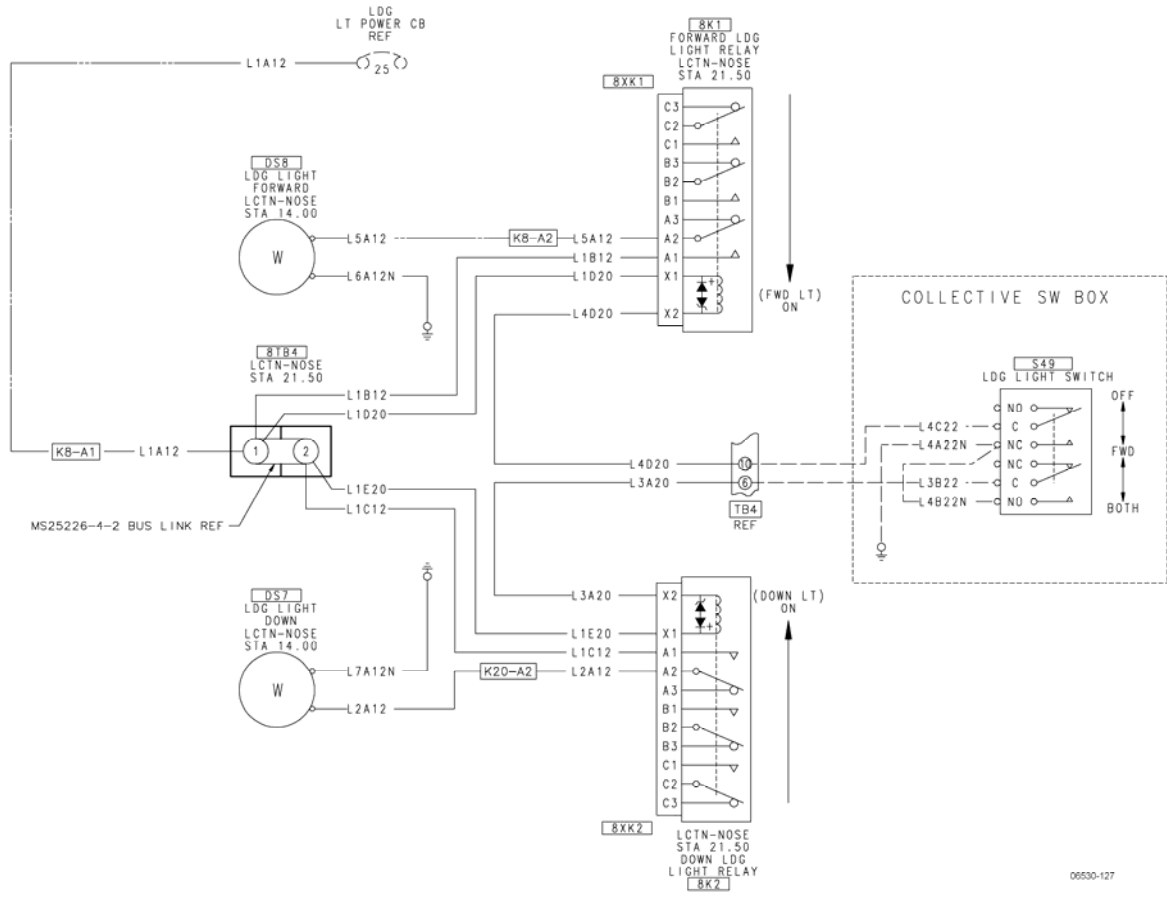 LDG
LT POWER CB
REF
L1A12
25
8K1
FORWARD LDG
LIGHT RELAY
LCTN-NOSE
STA 21.50
8XK1
C3
C2
C1
B3
B2
B1
A3
A2
A1
X1
X2
+
(FWD LT)
ON
DS8
LDG LIGHT
FORWARD
LCTN-NOSE
STA 14.00
W
L5A12
K8-A2
L5A12
L1B12
L6A12N
L1D20
L4D20
8TB4
LCTN-NOSE
STA 21.50
L1B12
L1D20
K8-A1
L1A12
1
2
L1E20
L1C12
MS25226-4-2 BUS LINK REF
L4D20
10
L3A20
6
TB4
REF
COLLECTIVE SW BOX
S49
LDG LIGHT SWITCH
OFF
NO
L4C22
C
L4A22N
NC
FWD
NC
L3B22
C
L4B22N
NO
BOTH
DS7
LDG LIGHT
DOWN
LCTN-NOSE
STA 14.00
W
L7A12N
L2A12
K20-A2
L3A20
L1E20
L1C12
L2A12
X2
X1
A1
A2
A3
B1
B2
B3
C1
C2
C3
+
(DOWN LT)
ON
8XK2
LCTN-NOSE
STA 21.50
DOWN LDG
LIGHT RELAY
8K2
06530-127